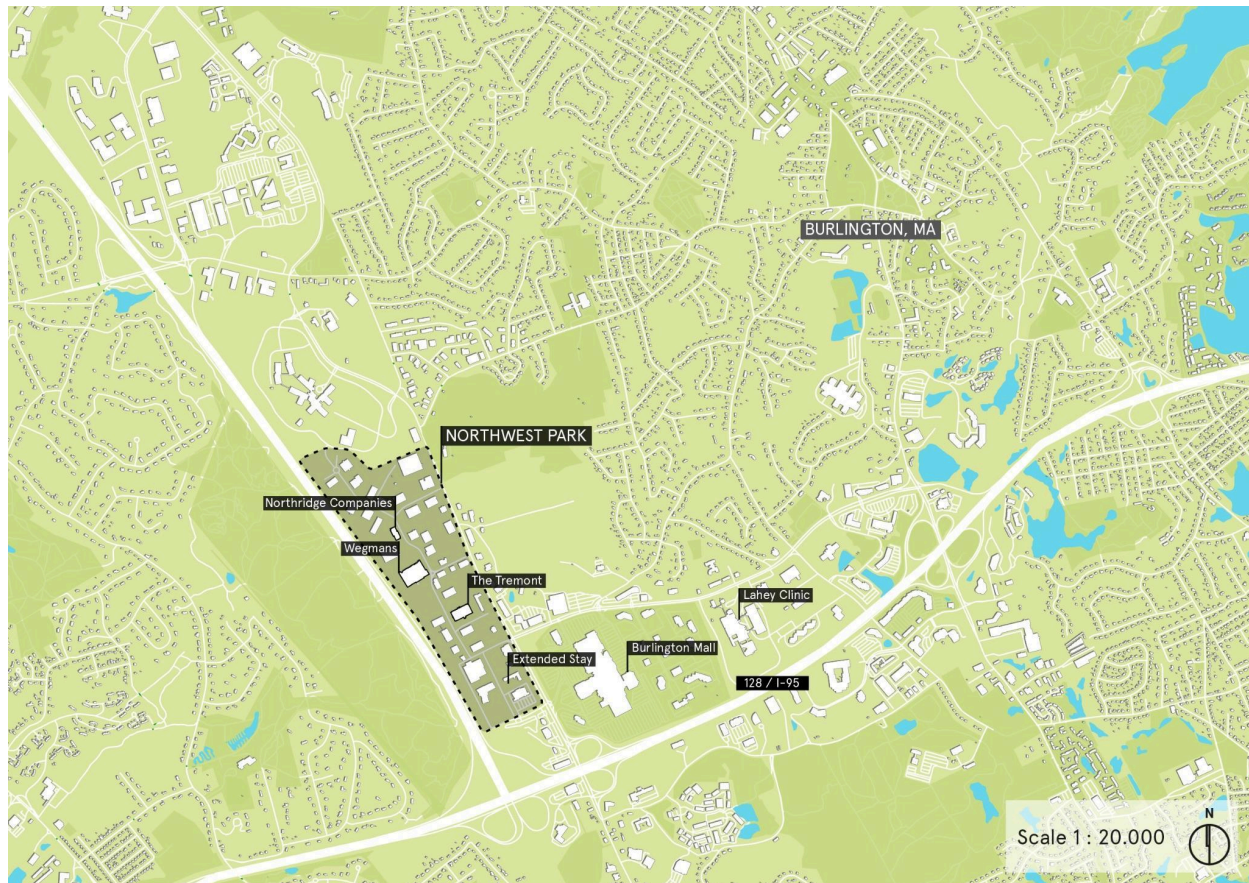 BURLINGTON, MA
NORTHWEST PARK
Northridge Companies
Wegmans
The Tremont
Lahey Clinic
Burlington Mall
Extended Stay
128 / I-95
N
Scale 1 : 20.000